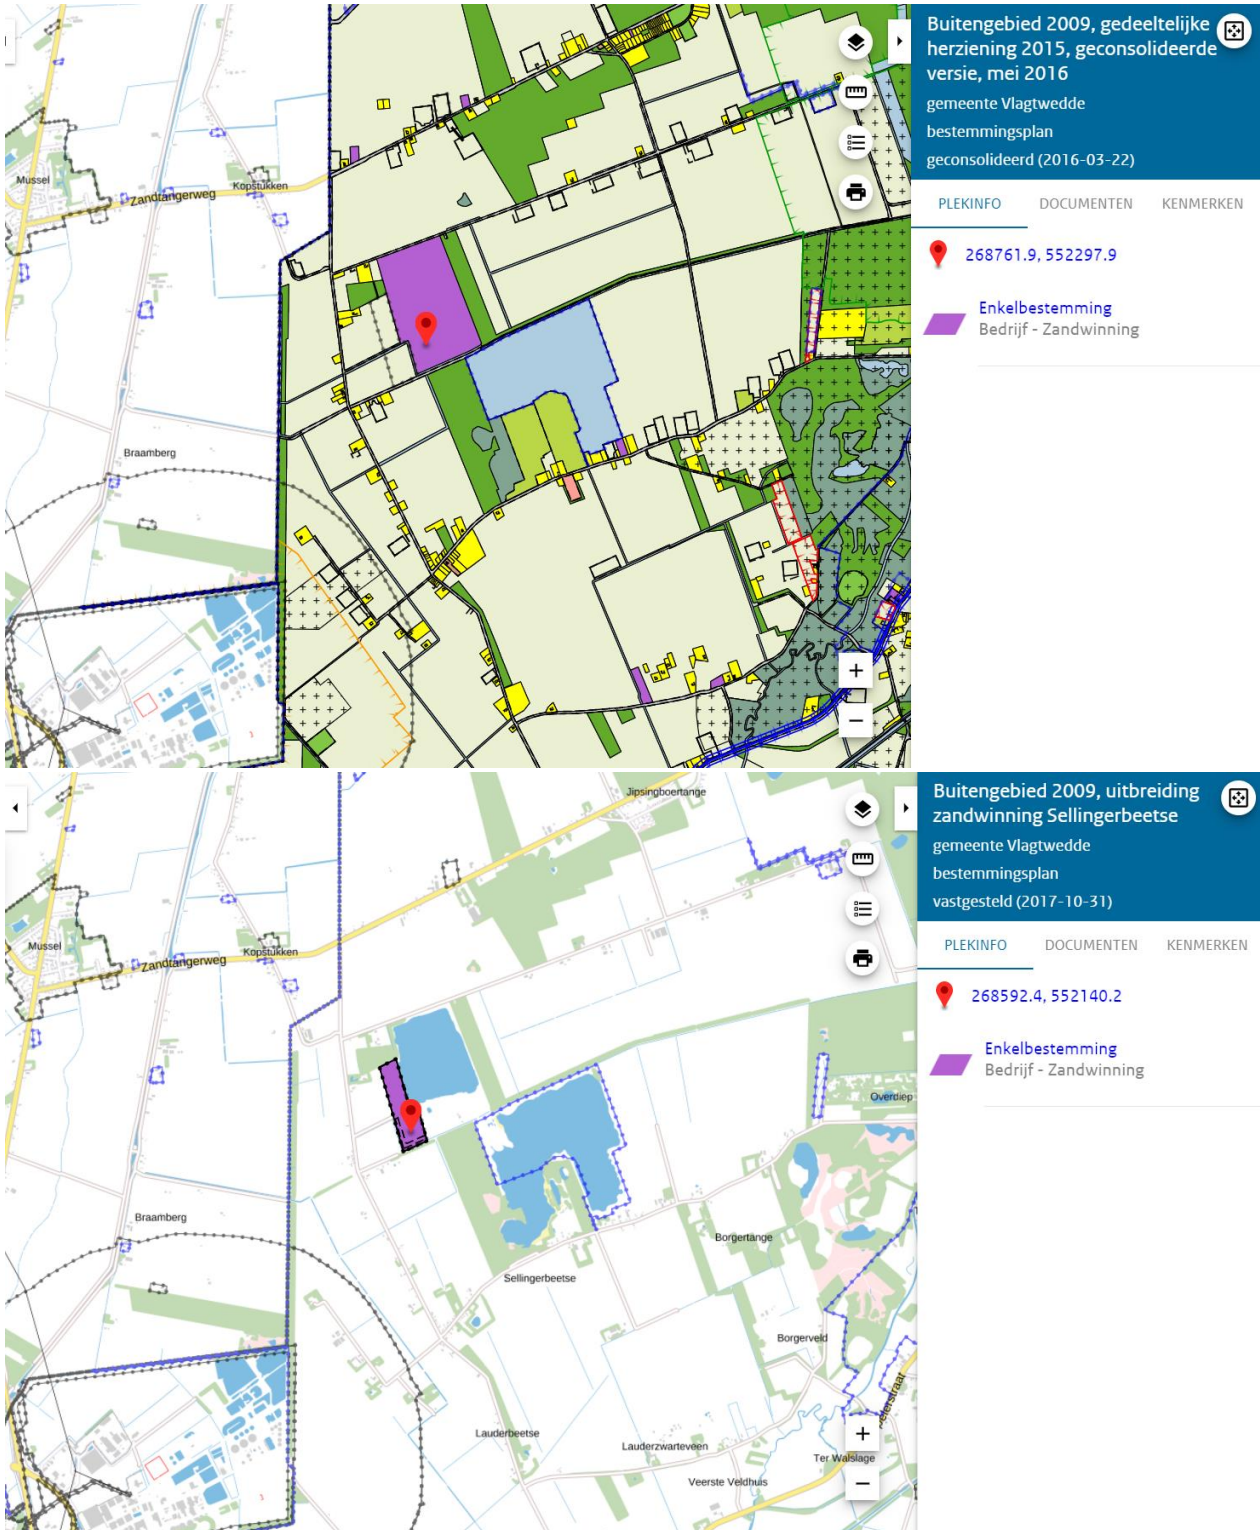 Buitengebied 2009, gedeeltelijke
herziening 2015, geconsolideerde
versie, mei 2016
gemeente Vlagtwedde
bestemmingsplan
geconsolideerd (2016-03-22)
PLEKINFO DOCUMENTEN KENMERKEN
268761.9, 552297.9
Enkelbestemming
Bedrijf - Zandwinning
Mussel
Kopstukken
Zandtangerweg
Braamberg
+
−
Buitengebied 2009, uitbreiding
zandwinning Sellingerbeetse
gemeente Vlagtwedde
bestemmingsplan
vastgesteld (2017-10-31)
PLEKINFO DOCUMENTEN KENMERKEN
268592.4, 552140.2
Enkelbestemming
Bedrijf - Zandwinning
Jipsingboertange
Mussel
Kopstukken
Zandtangerweg
Overdiep
Braamberg
Borgertange
Sellingerbeetse
Borgerveld
Lauderbeetse
Lauderzwarteveen
Ter Walslage
Veerste Veldhuis
+
−